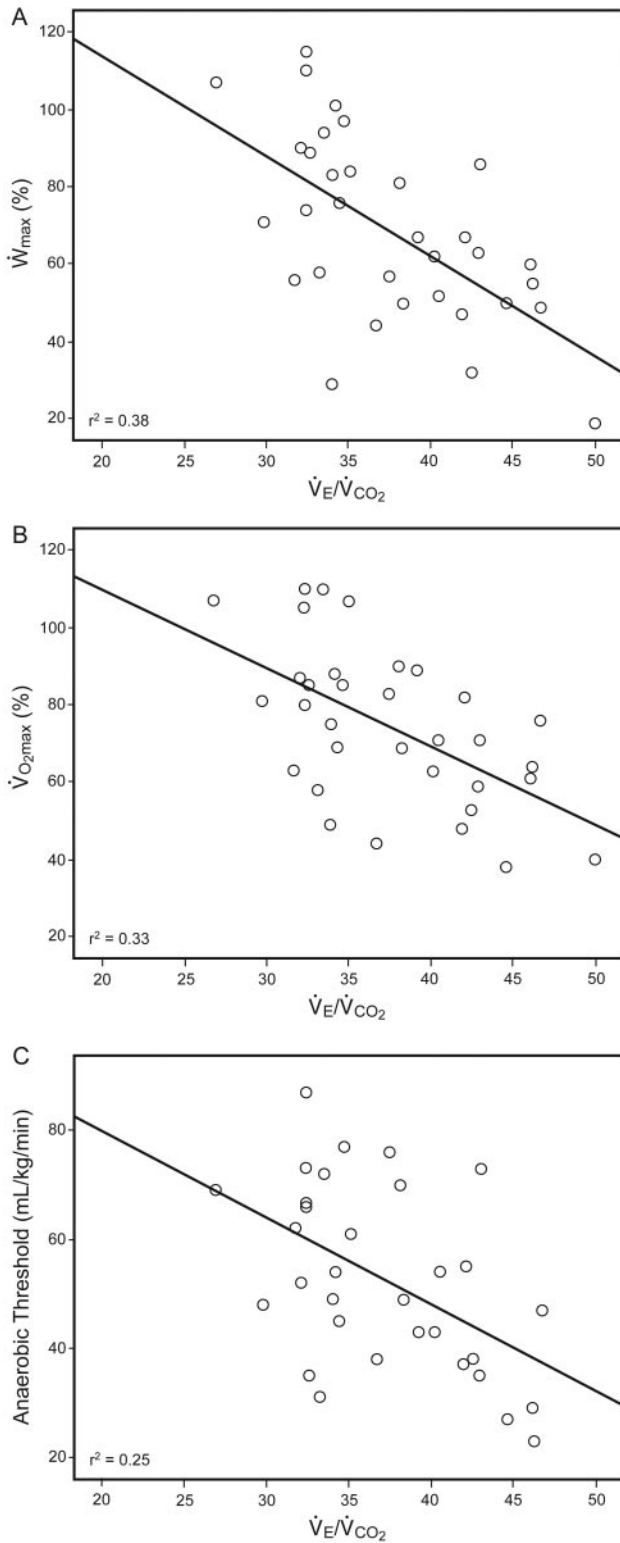 A
120
100
80
60
40
20
Ẇmax (%)
r² = 0.38
20 25 30 35 40 45 50
V̇E/V̇CO₂
B
120
100
80
60
40
20
V̇O₂max (%)
r² = 0.33
20 25 30 35 40 45 50
V̇E/V̇CO₂
C
80
60
40
20
Anaerobic Threshold (mL/kg/min)
r² = 0.25
20 25 30 35 40 45 50
V̇E/V̇CO₂